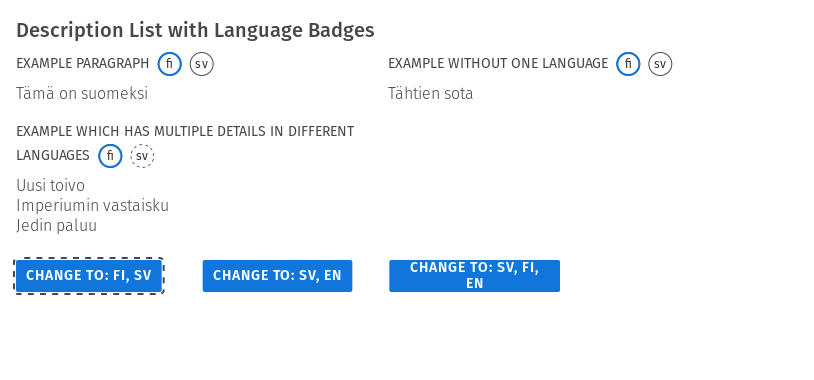 Description List with Language Badges
EXAMPLE PARAGRAPH fi sv
Tämä on suomeksi
EXAMPLE WITHOUT ONE LANGUAGE fi sv
Tähtien sota
EXAMPLE WHICH HAS MULTIPLE DETAILS IN DIFFERENT
LANGUAGES fi sv
Uusi toivo
Imperiumin vastaisku
Jedin paluu
CHANGE TO: FI, SV
CHANGE TO: SV, EN
CHANGE TO: SV, FI,
EN